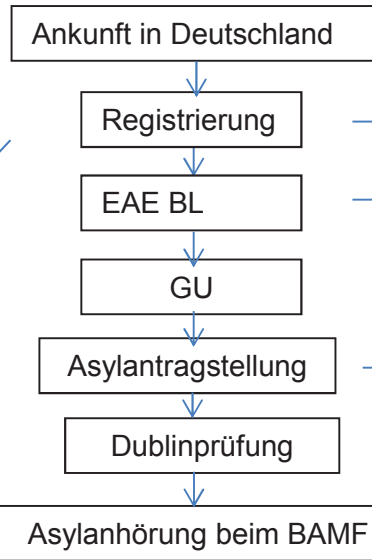 Ankunft in Deutschland
Registrierung
EAE BL
GU
Asylantragstellung
Dublinprüfung
Asylanhörung beim BAMF